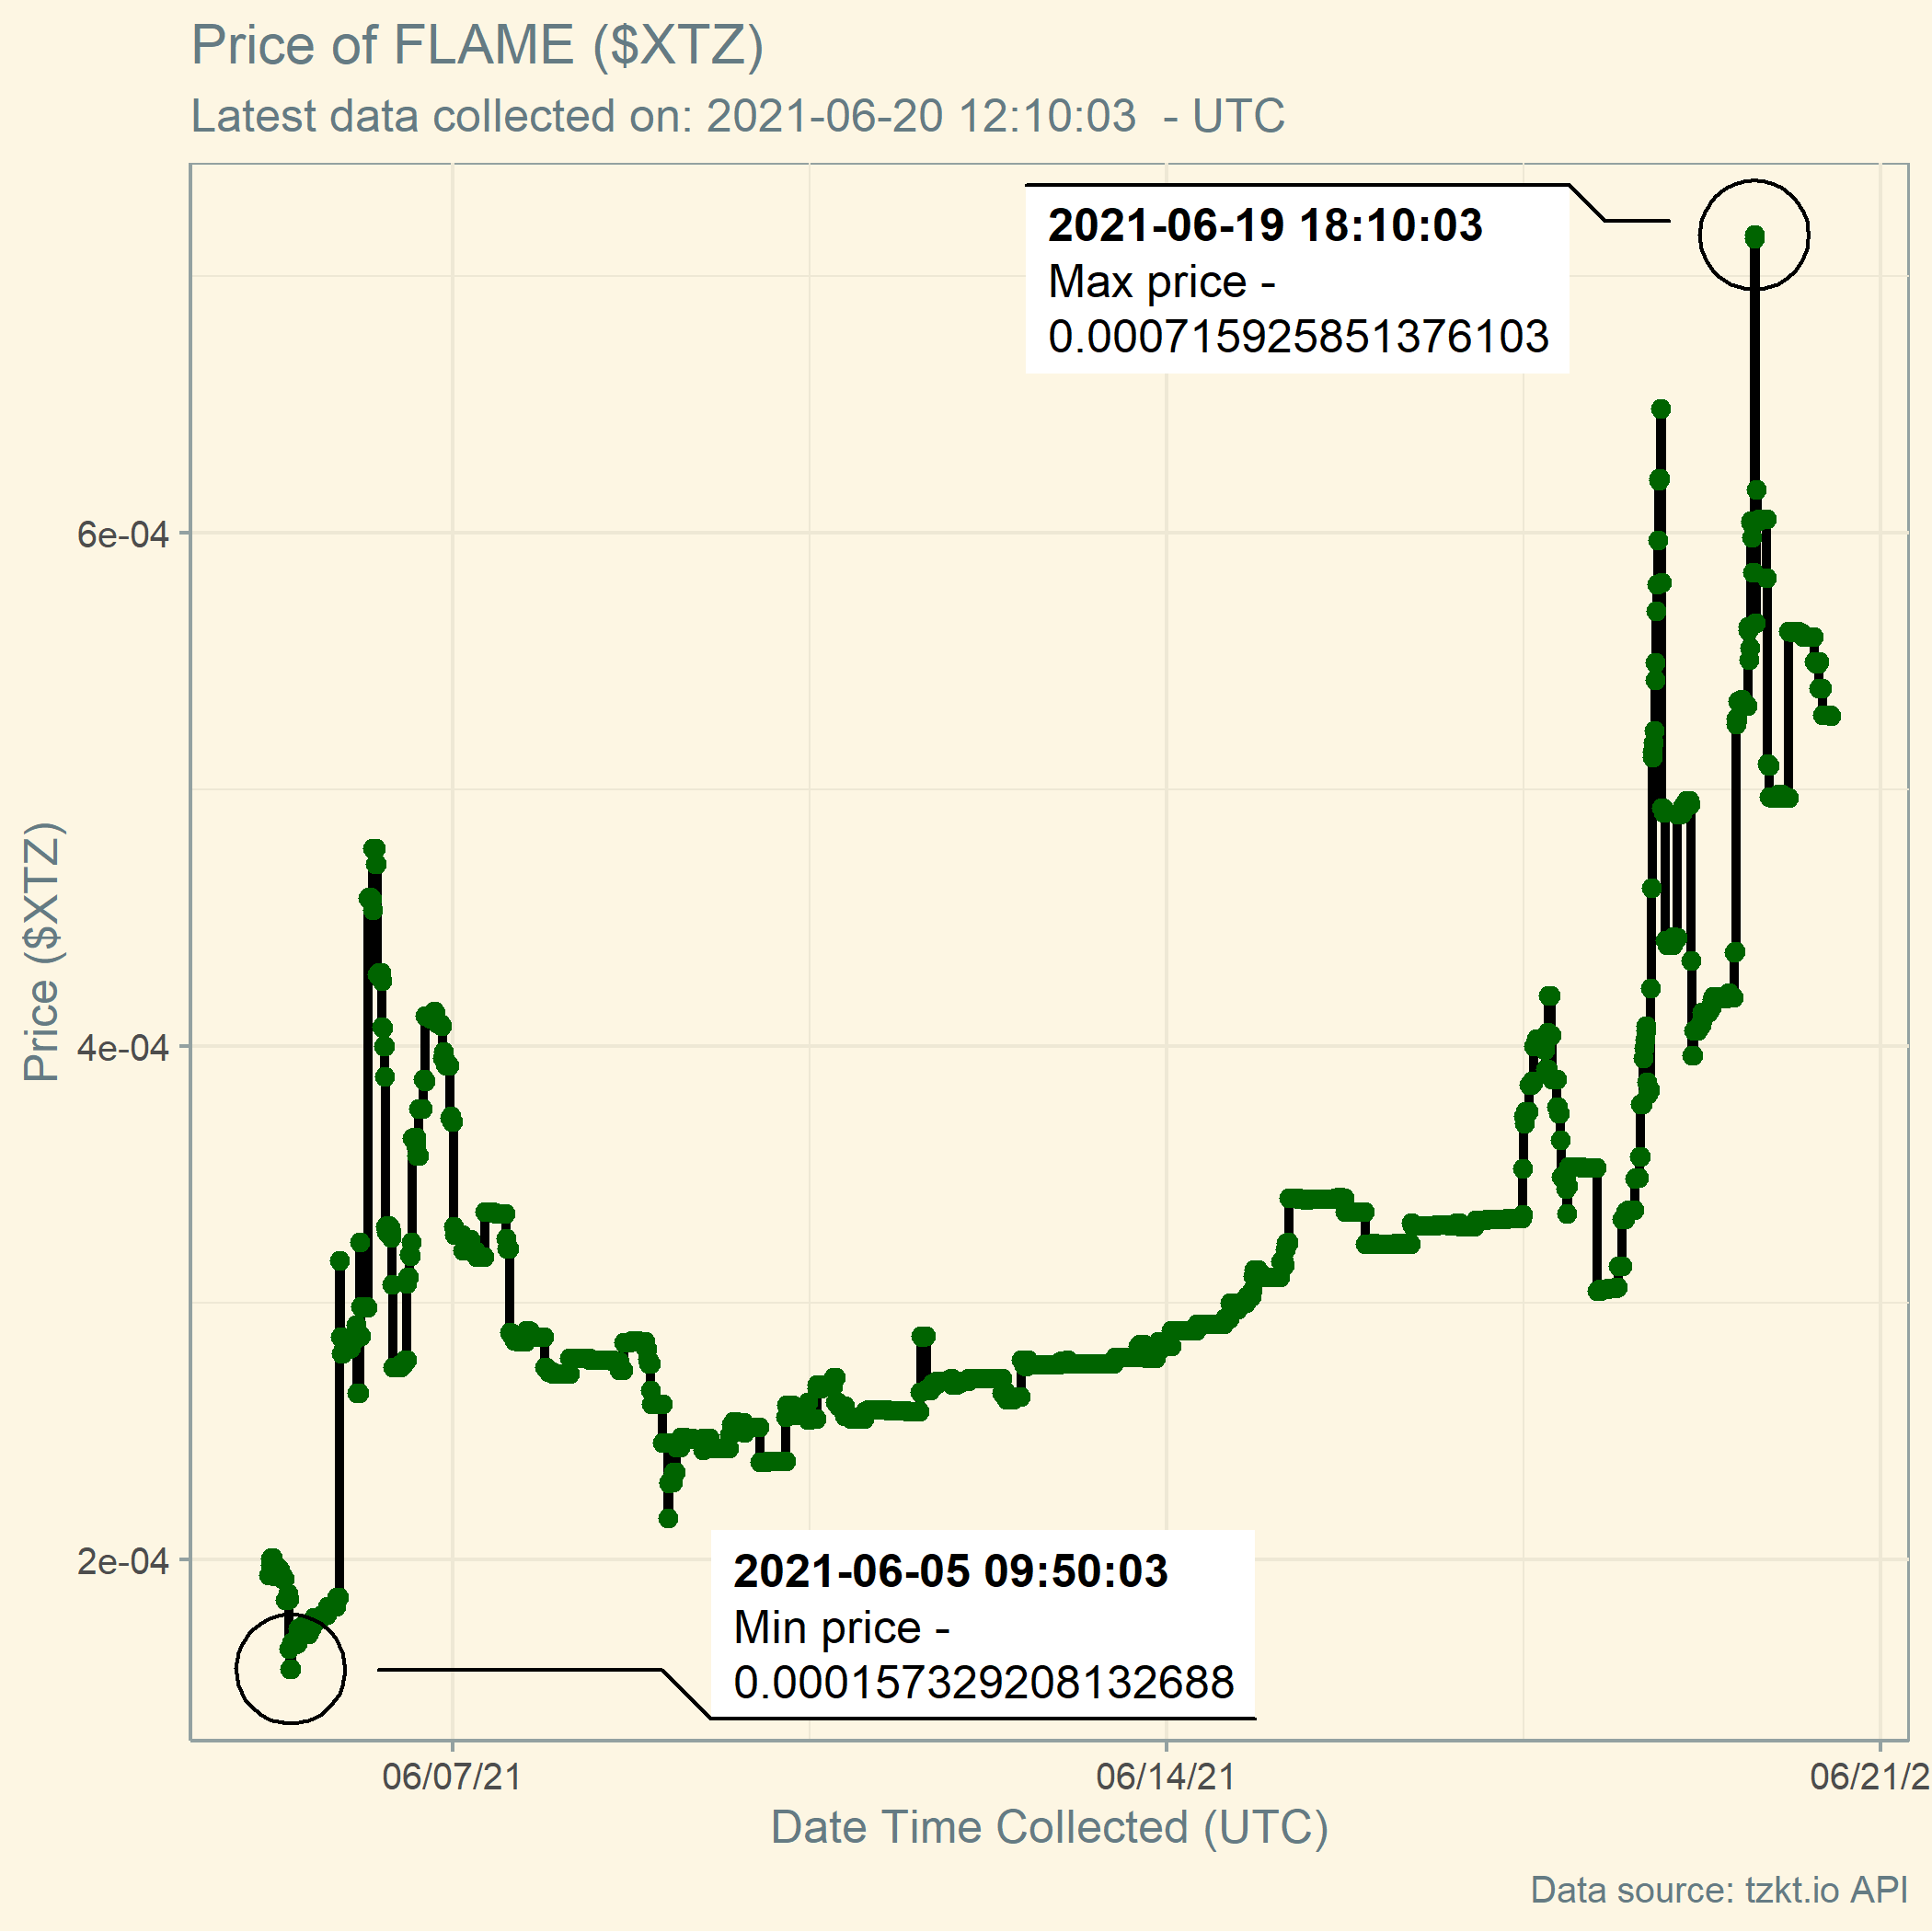 Price of FLAME ($XTZ)
Latest data collected on: 2021-06-20 12:10:03  - UTC
2021-06-19 18:10:03
Max price -
0.000715925851376103
6e-04
4e-04
2e-04
Price ($XTZ)
2021-06-05 09:50:03
Min price -
0.000157329208132688
06/07/21
06/14/21
06/21/2
Date Time Collected (UTC)
Data source: tzkt.io API